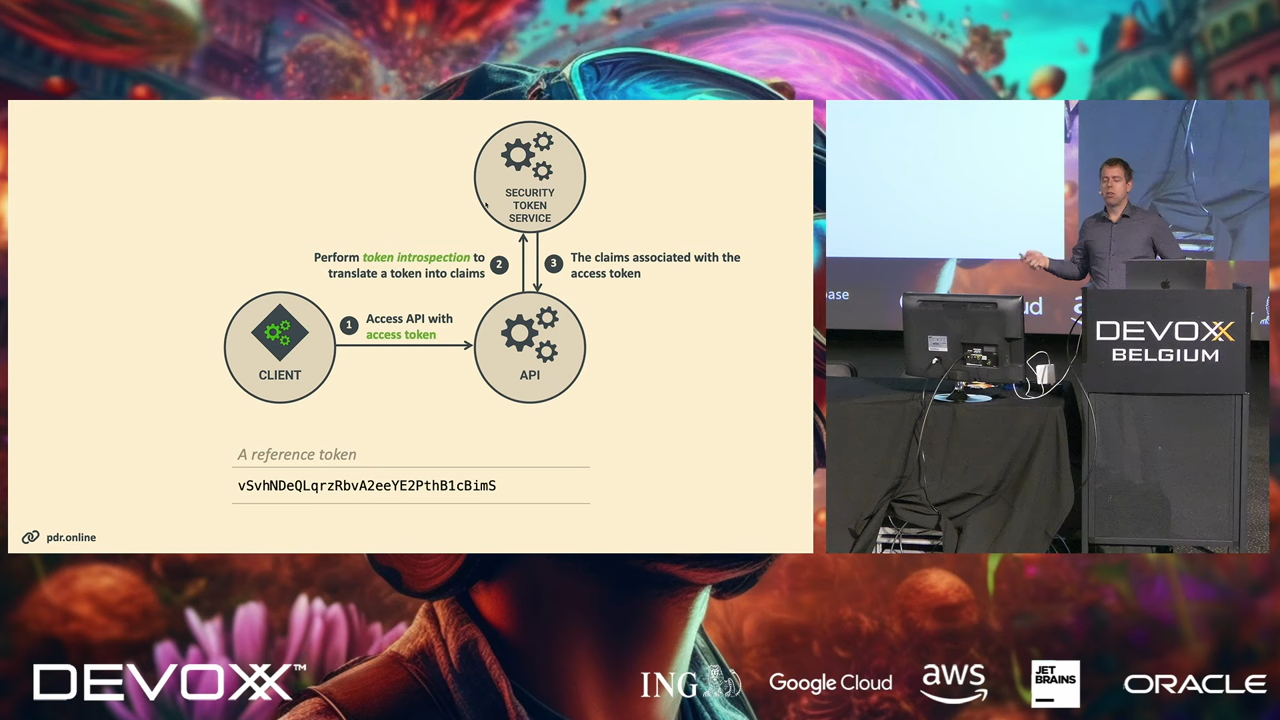 SECURITY
TOKEN
SERVICE
Perform token introspection to
translate a token into claims
2
3
The claims associated with the
access token
1
Access API with
access token
CLIENT
API
A reference token
vSvhNDeQLqrzRbvA2eeYE2PthB1cBimS
pdr.online
DEVOXX
BELGIUM
DEVOXX™
ING
Google Cloud
aws
JET
BRAINS
ORACLE